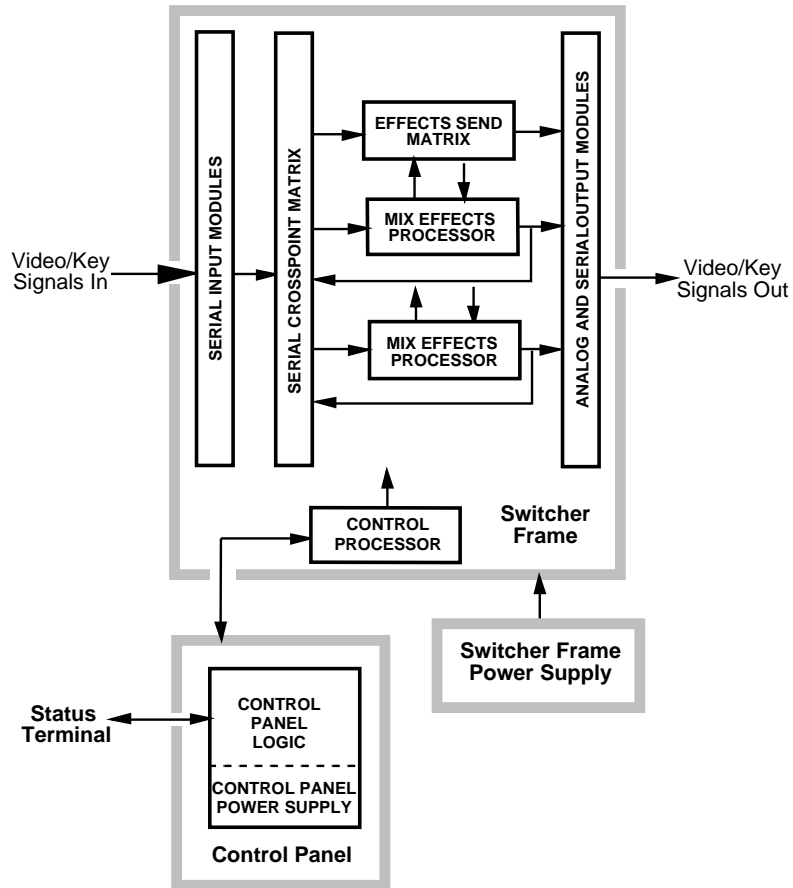 SERIAL INPUT MODULES
SERIAL CROSSPOINT MATRIX
EFFECTS SEND
MATRIX
MIX EFFECTS
PROCESSOR
MIX EFFECTS
PROCESSOR
ANALOG AND SERIALOUTPUT MODULES
Video/Key
Signals In
Video/Key
Signals Out
CONTROL
PROCESSOR
Switcher
Frame
Switcher Frame
Power Supply
Status
Terminal
CONTROL
PANEL
LOGIC
CONTROL PANEL
POWER SUPPLY
Control Panel